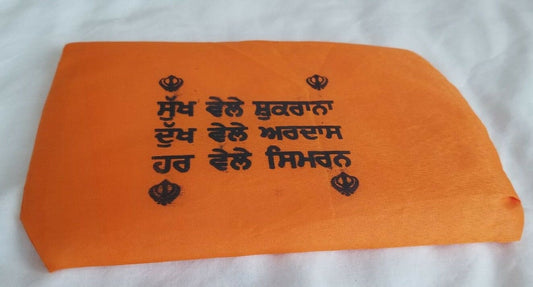 ਸੁੱਖ ਵੇਲੇ ਸ਼ੁਕਰਾਨਾ
ਦੁੱਖ ਵੇਲੇ ਅਰਦਾਸ
ਹਰ ਵੇਲੇ ਸਿਮਰਨ